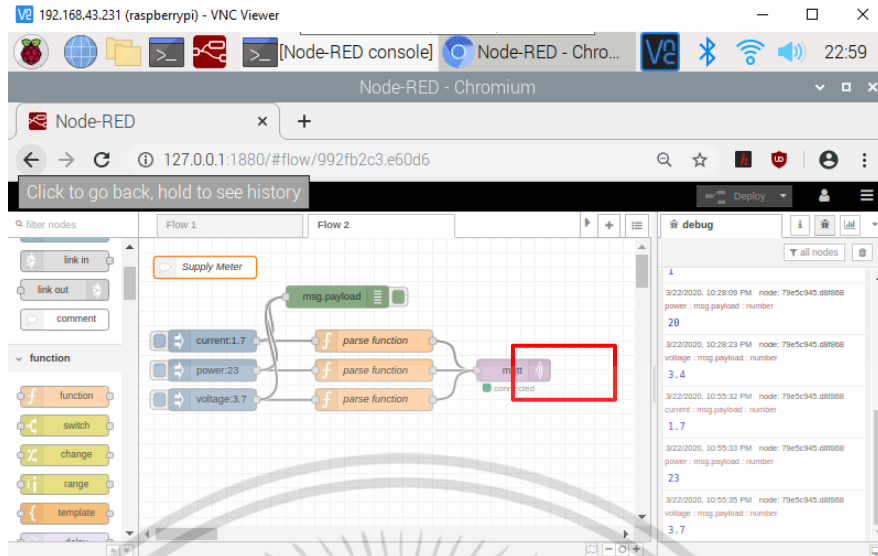 192.168.43.231 (raspberrypi) - VNC Viewer
[Node-RED console]
Node-RED - Chro...
22:59
Node-RED - Chromium
Node-RED
127.0.0.1:1880/#flow/992fb2c3.e60d6
Click to go back, hold to see history
Deploy
filter nodes
Flow 1
Flow 2
debug
all nodes
link in
link out
comment
function
function
switch
change
range
template
Supply Meter
msg.payload
current:1.7
parse function
power:23
parse function
voltage:3.7
parse function
mqtt
connected
1
3/22/2020, 10:28:09 PM node: 79e5c945.d8f868
power : msg.payload : number
20
3/22/2020, 10:28:23 PM node: 79e5c945.d8f868
voltage : msg.payload : number
3.4
3/22/2020, 10:55:32 PM node: 79e5c945.d8f868
current : msg.payload : number
1.7
3/22/2020, 10:55:33 PM node: 79e5c945.d8f868
power : msg.payload : number
23
3/22/2020, 10:55:35 PM node: 79e5c945.d8f868
voltage : msg.payload : number
3.7